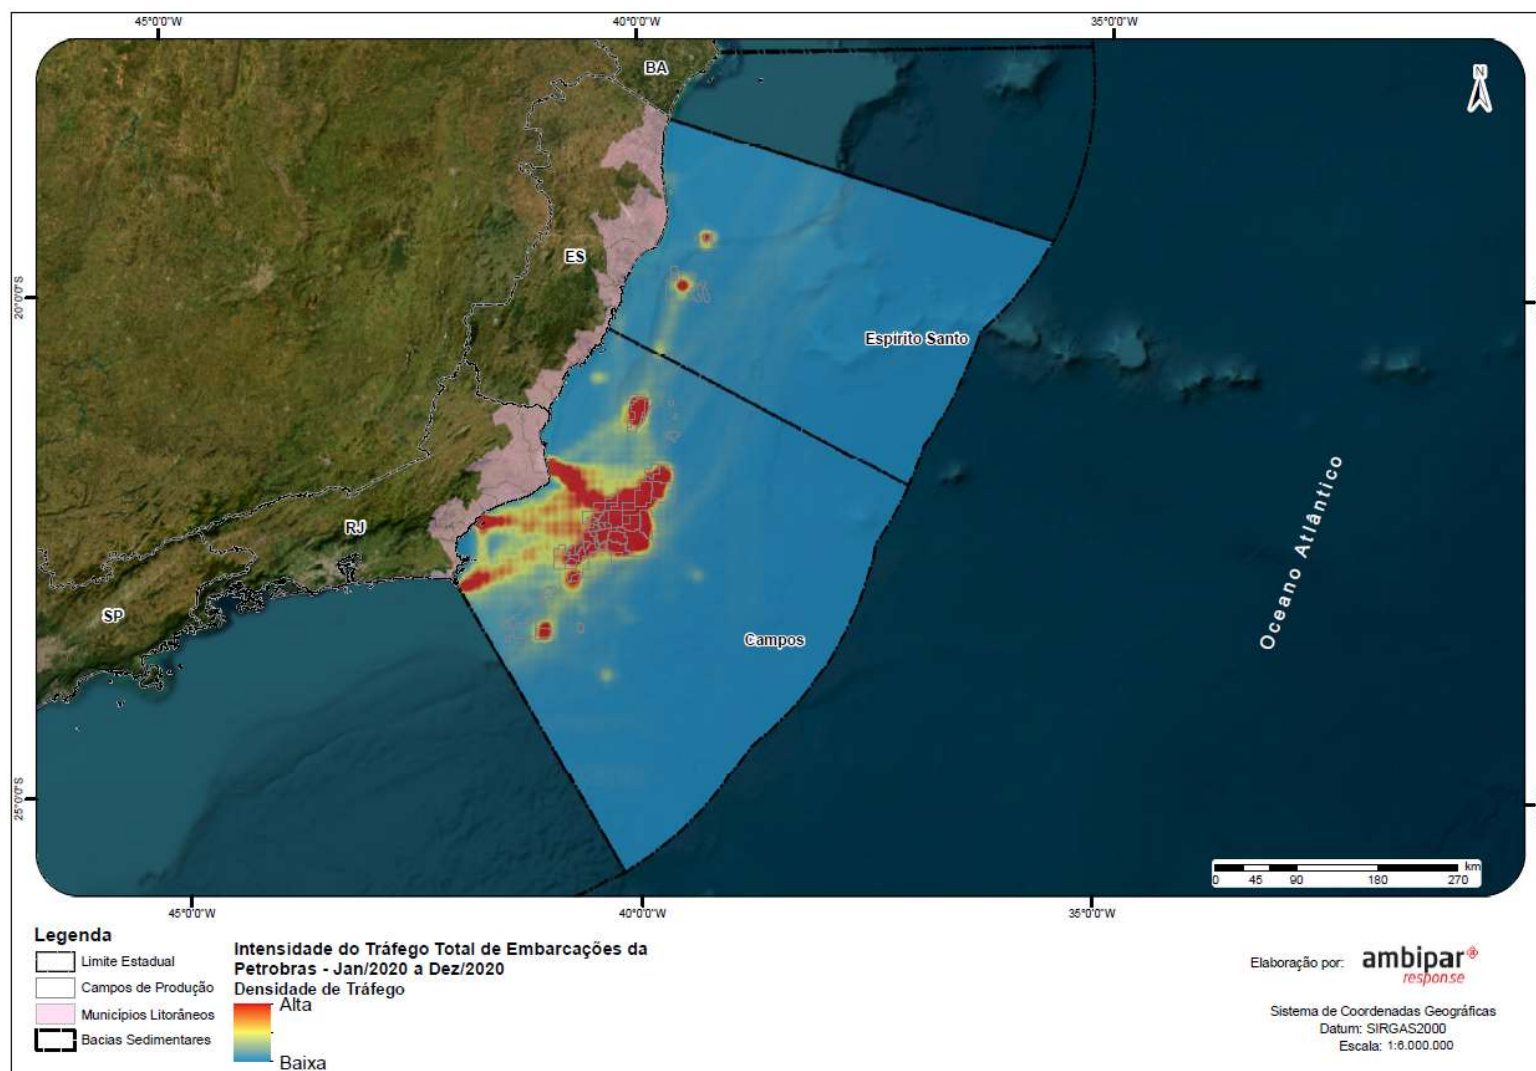 45°0'0"W
40°0'0"W
35°0'0"W
BA
N
ES
20°0'0"S
Espírito Santo
Oceano Atlântico
RJ
SP
Campos
25°0'0"S
km
0 45 90 180 270
45°0'0"W
40°0'0"W
35°0'0"W
Legenda
Limite Estadual
Campos de Produção
Municípios Litorâneos
Bacias Sedimentares
Intensidade do Tráfego Total de Embarcações da
Petrobras - Jan/2020 a Dez/2020
Densidade de Tráfego
Alta
Baixa
Elaboração por:
ambipar®
response
Sistema de Coordenadas Geográficas
Datum: SIRGAS2000
Escala: 1:6.000.000